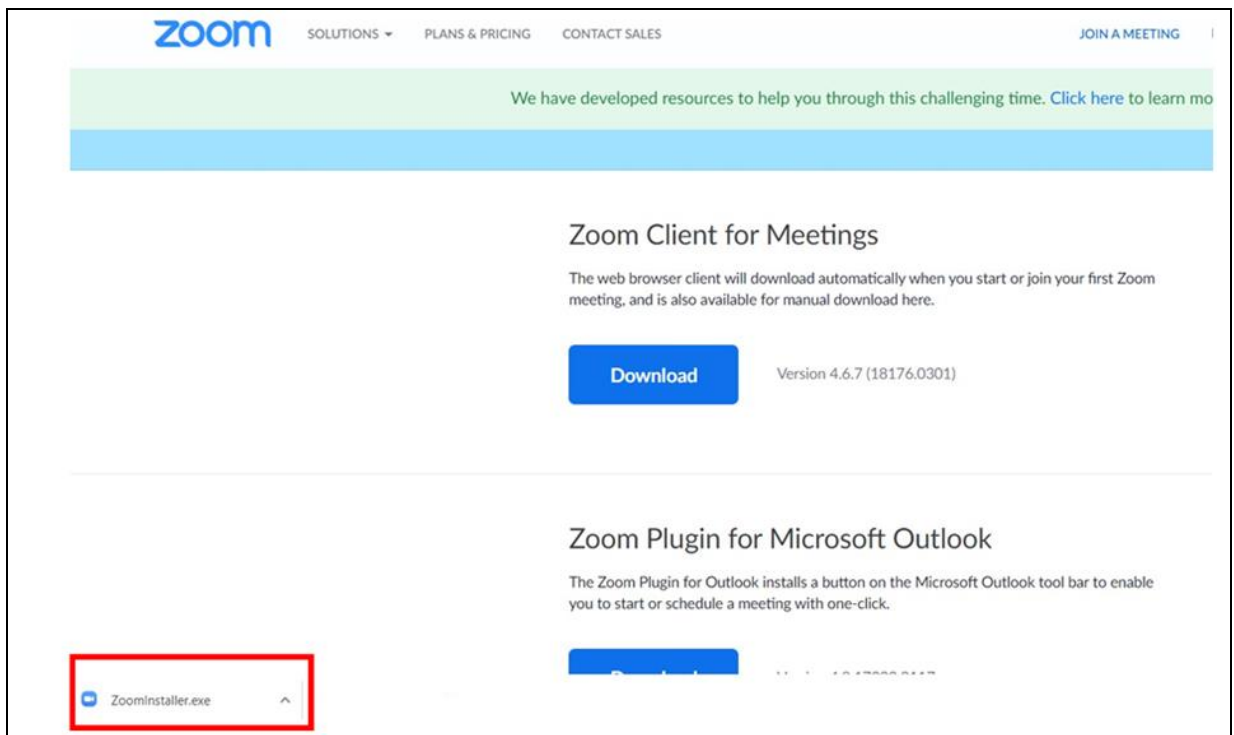 zoom SOLUTIONS PLANS & PRICING CONTACT SALES JOIN A MEETING
We have developed resources to help you through this challenging time. Click here to learn mo
Zoom Client for Meetings
The web browser client will download automatically when you start or join your first Zoom
meeting, and is also available for manual download here.
Download Version 4.6.7 (18176.0301)
Zoom Plugin for Microsoft Outlook
The Zoom Plugin for Outlook installs a button on the Microsoft Outlook tool bar to enable
you to start or schedule a meeting with one-click.
ZoomInstaller.exe